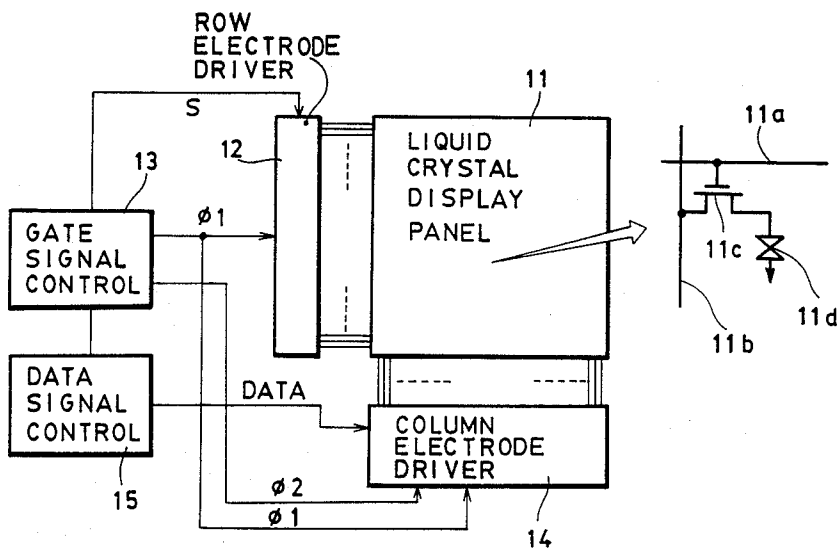 ROW
ELECTRODE
DRIVER
S
12
11
LIQUID
CRYSTAL
DISPLAY
PANEL
11a
11c
11b
11d
13
GATE
SIGNAL
CONTROL
ø1
DATA
SIGNAL
CONTROL
15
DATA
COLUMN
ELECTRODE
DRIVER
14
ø2
ø1